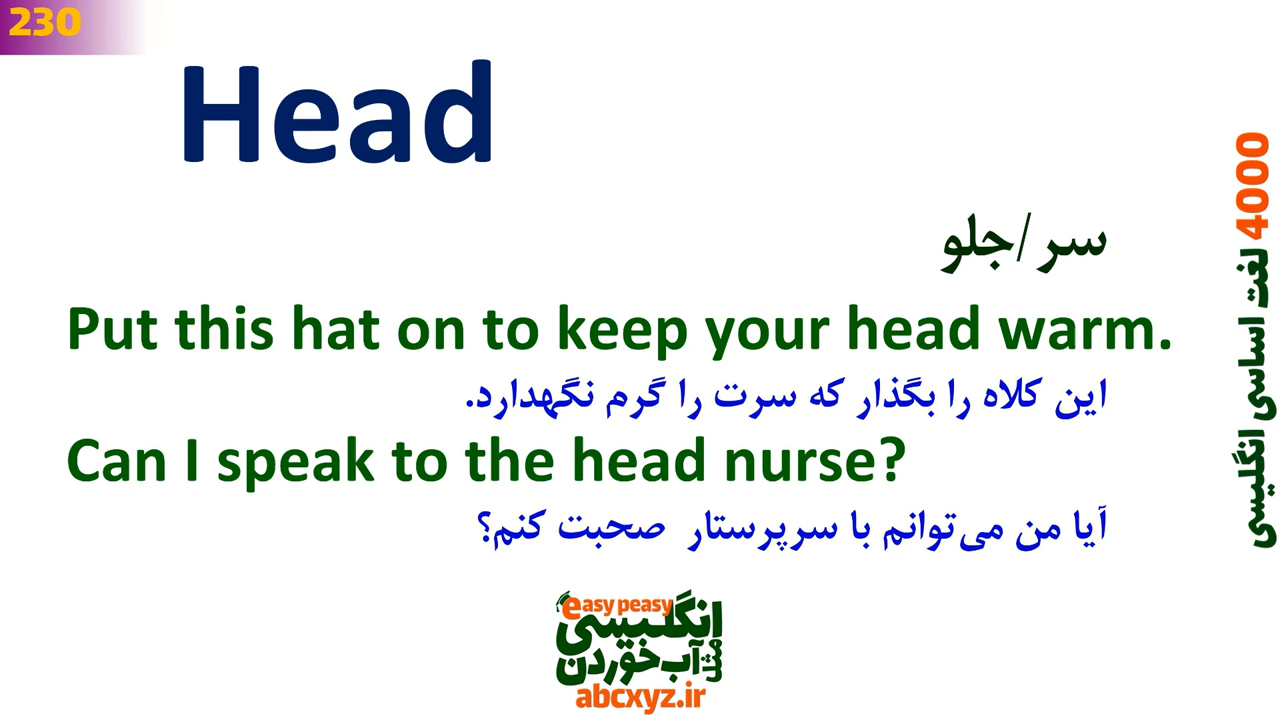 230
Head
سر/جلو
Put this hat on to keep your head warm.
این کلاه را بگذار که سرت را گرم نگهدارد.
Can I speak to the head nurse?
آیا من می‌توانم با سرپرستار صحبت کنم؟
4000 لغت اساسی انگلیسی
easy peasy
انگلیسی
مثل آب خوردن
abcxyz.ir